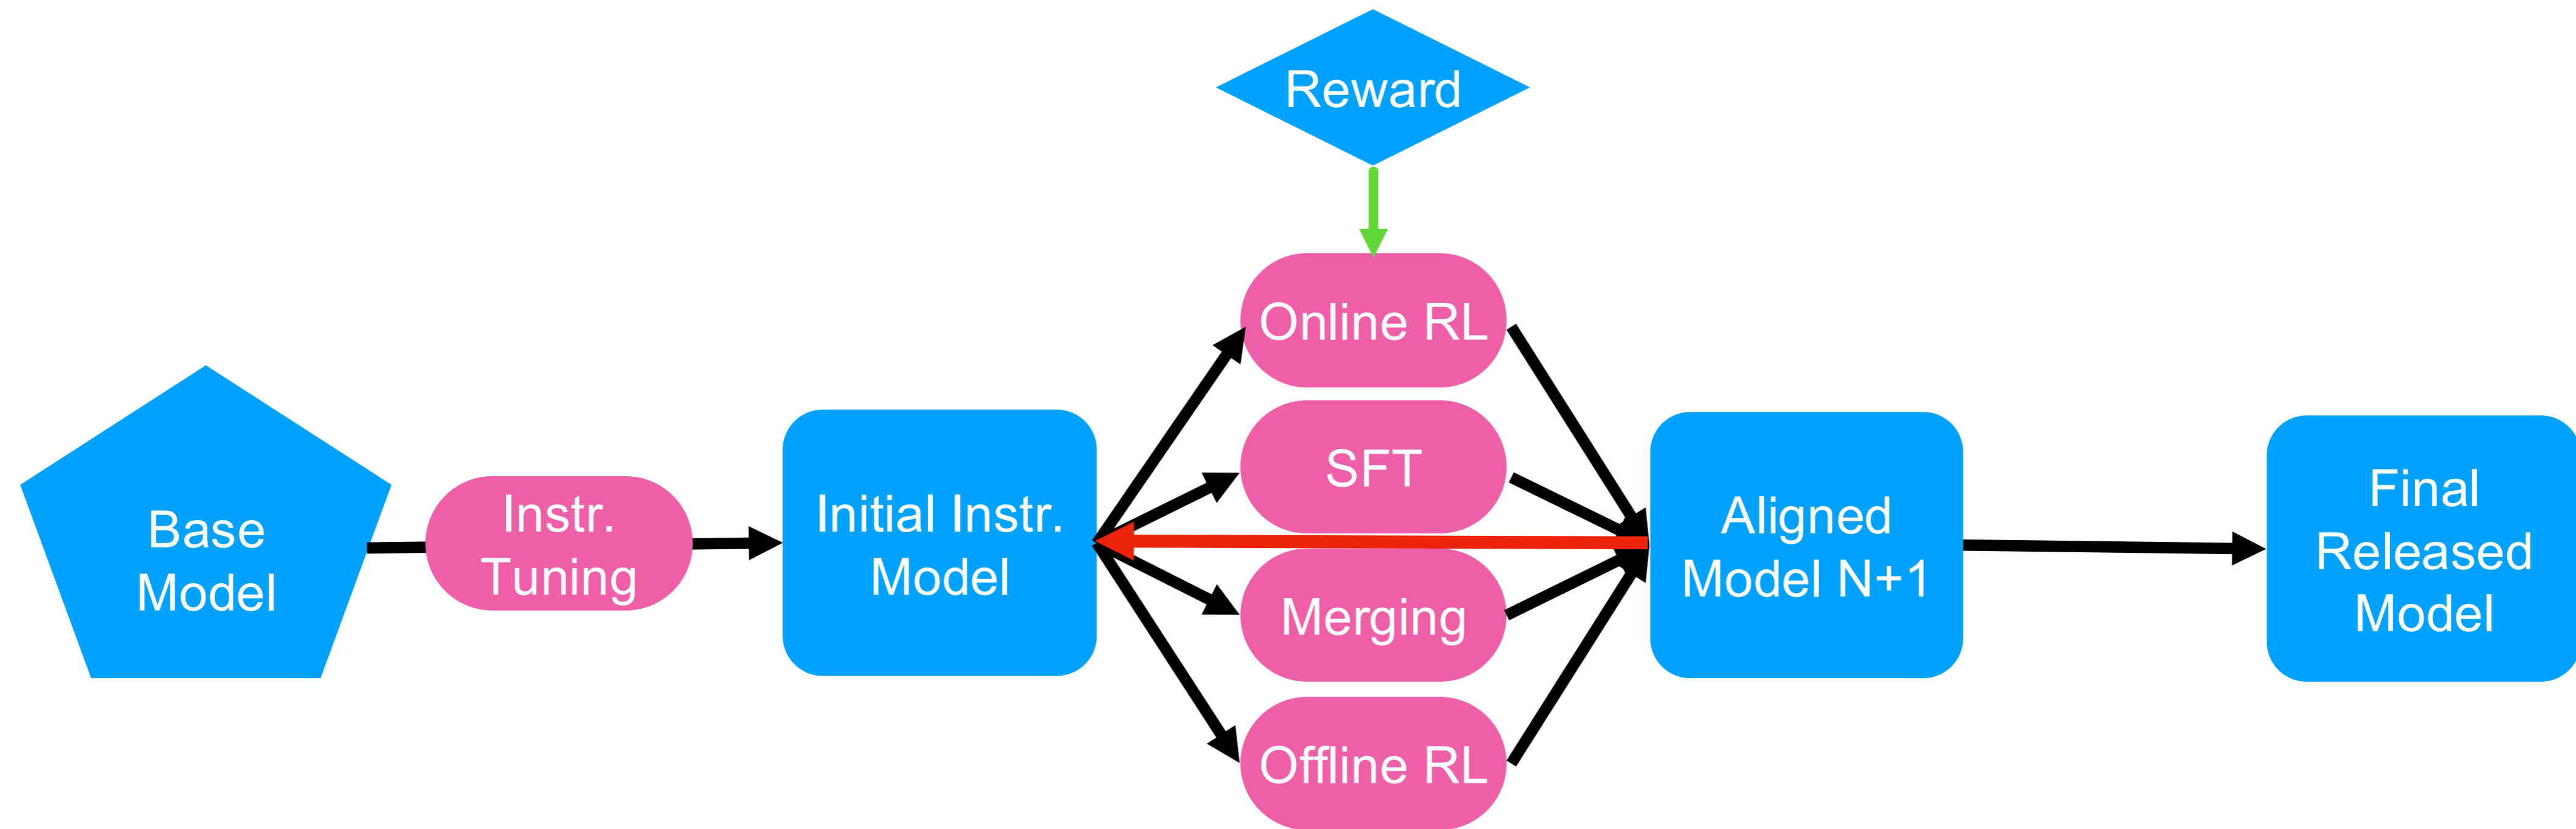 Reward
Online RL
SFT
Merging
Offline RL
Base
Model
Instr.
Tuning
Initial Instr.
Model
Aligned
Model N+1
Final
Released
Model